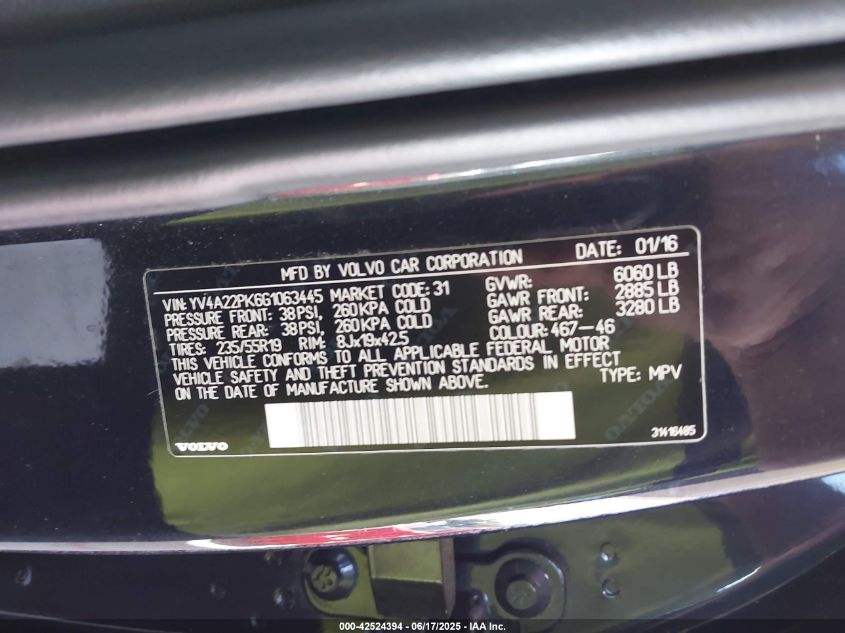 MFD BY VOLVO CAR CORPORATION DATE: 01/16
VIN: YV4A22PK6G1063445 MARKET CODE: 31 GVWR: 6060 LB
PRESSURE FRONT: 38PSI, 260KPA COLD GAWR FRONT: 2885 LB
PRESSURE REAR: 38PSI, 260KPA COLD GAWR REAR: 3280 LB
TIRES: 235/55R19 RIM: 8Jx19x42.5 COLOUR: 467-46
THIS VEHICLE CONFORMS TO ALL APPLICABLE FEDERAL MOTOR
VEHICLE SAFETY AND THEFT PREVENTION STANDARDS IN EFFECT
ON THE DATE OF MANUFACTURE SHOWN ABOVE. TYPE: MPV
VOLVO 31416485
000-42524394 - 06/17/2025 - IAA Inc.